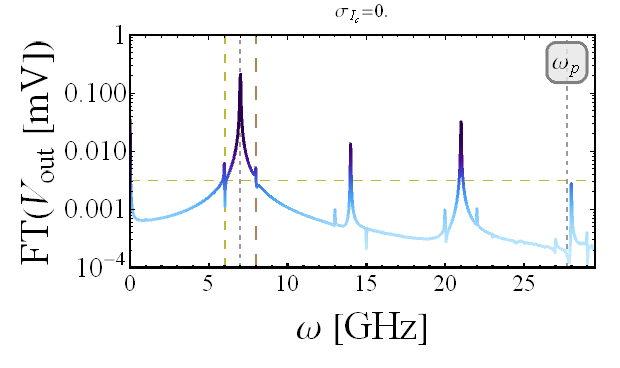 σ_{I_c}=0.
FT(V_out [mV])
1
0.100
0.010
0.001
10^{-4}
ω_p
0 5 10 15 20 25
ω [GHz]